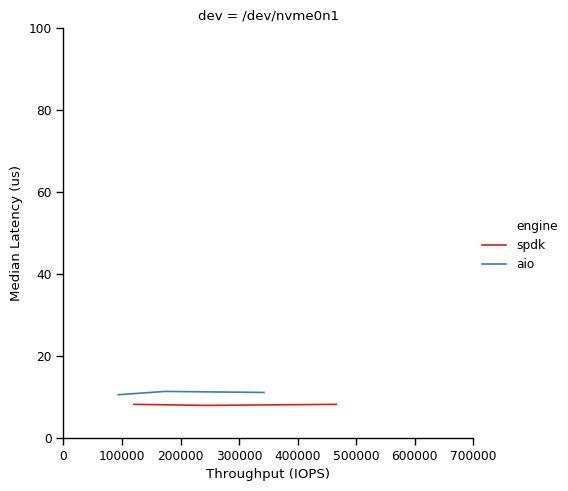 dev = /dev/nvme0n1
100
80
60
40
20
0
Median Latency (us)
0 100000 200000 300000 400000 500000 600000 700000
Throughput (IOPS)
engine
spdk
aio